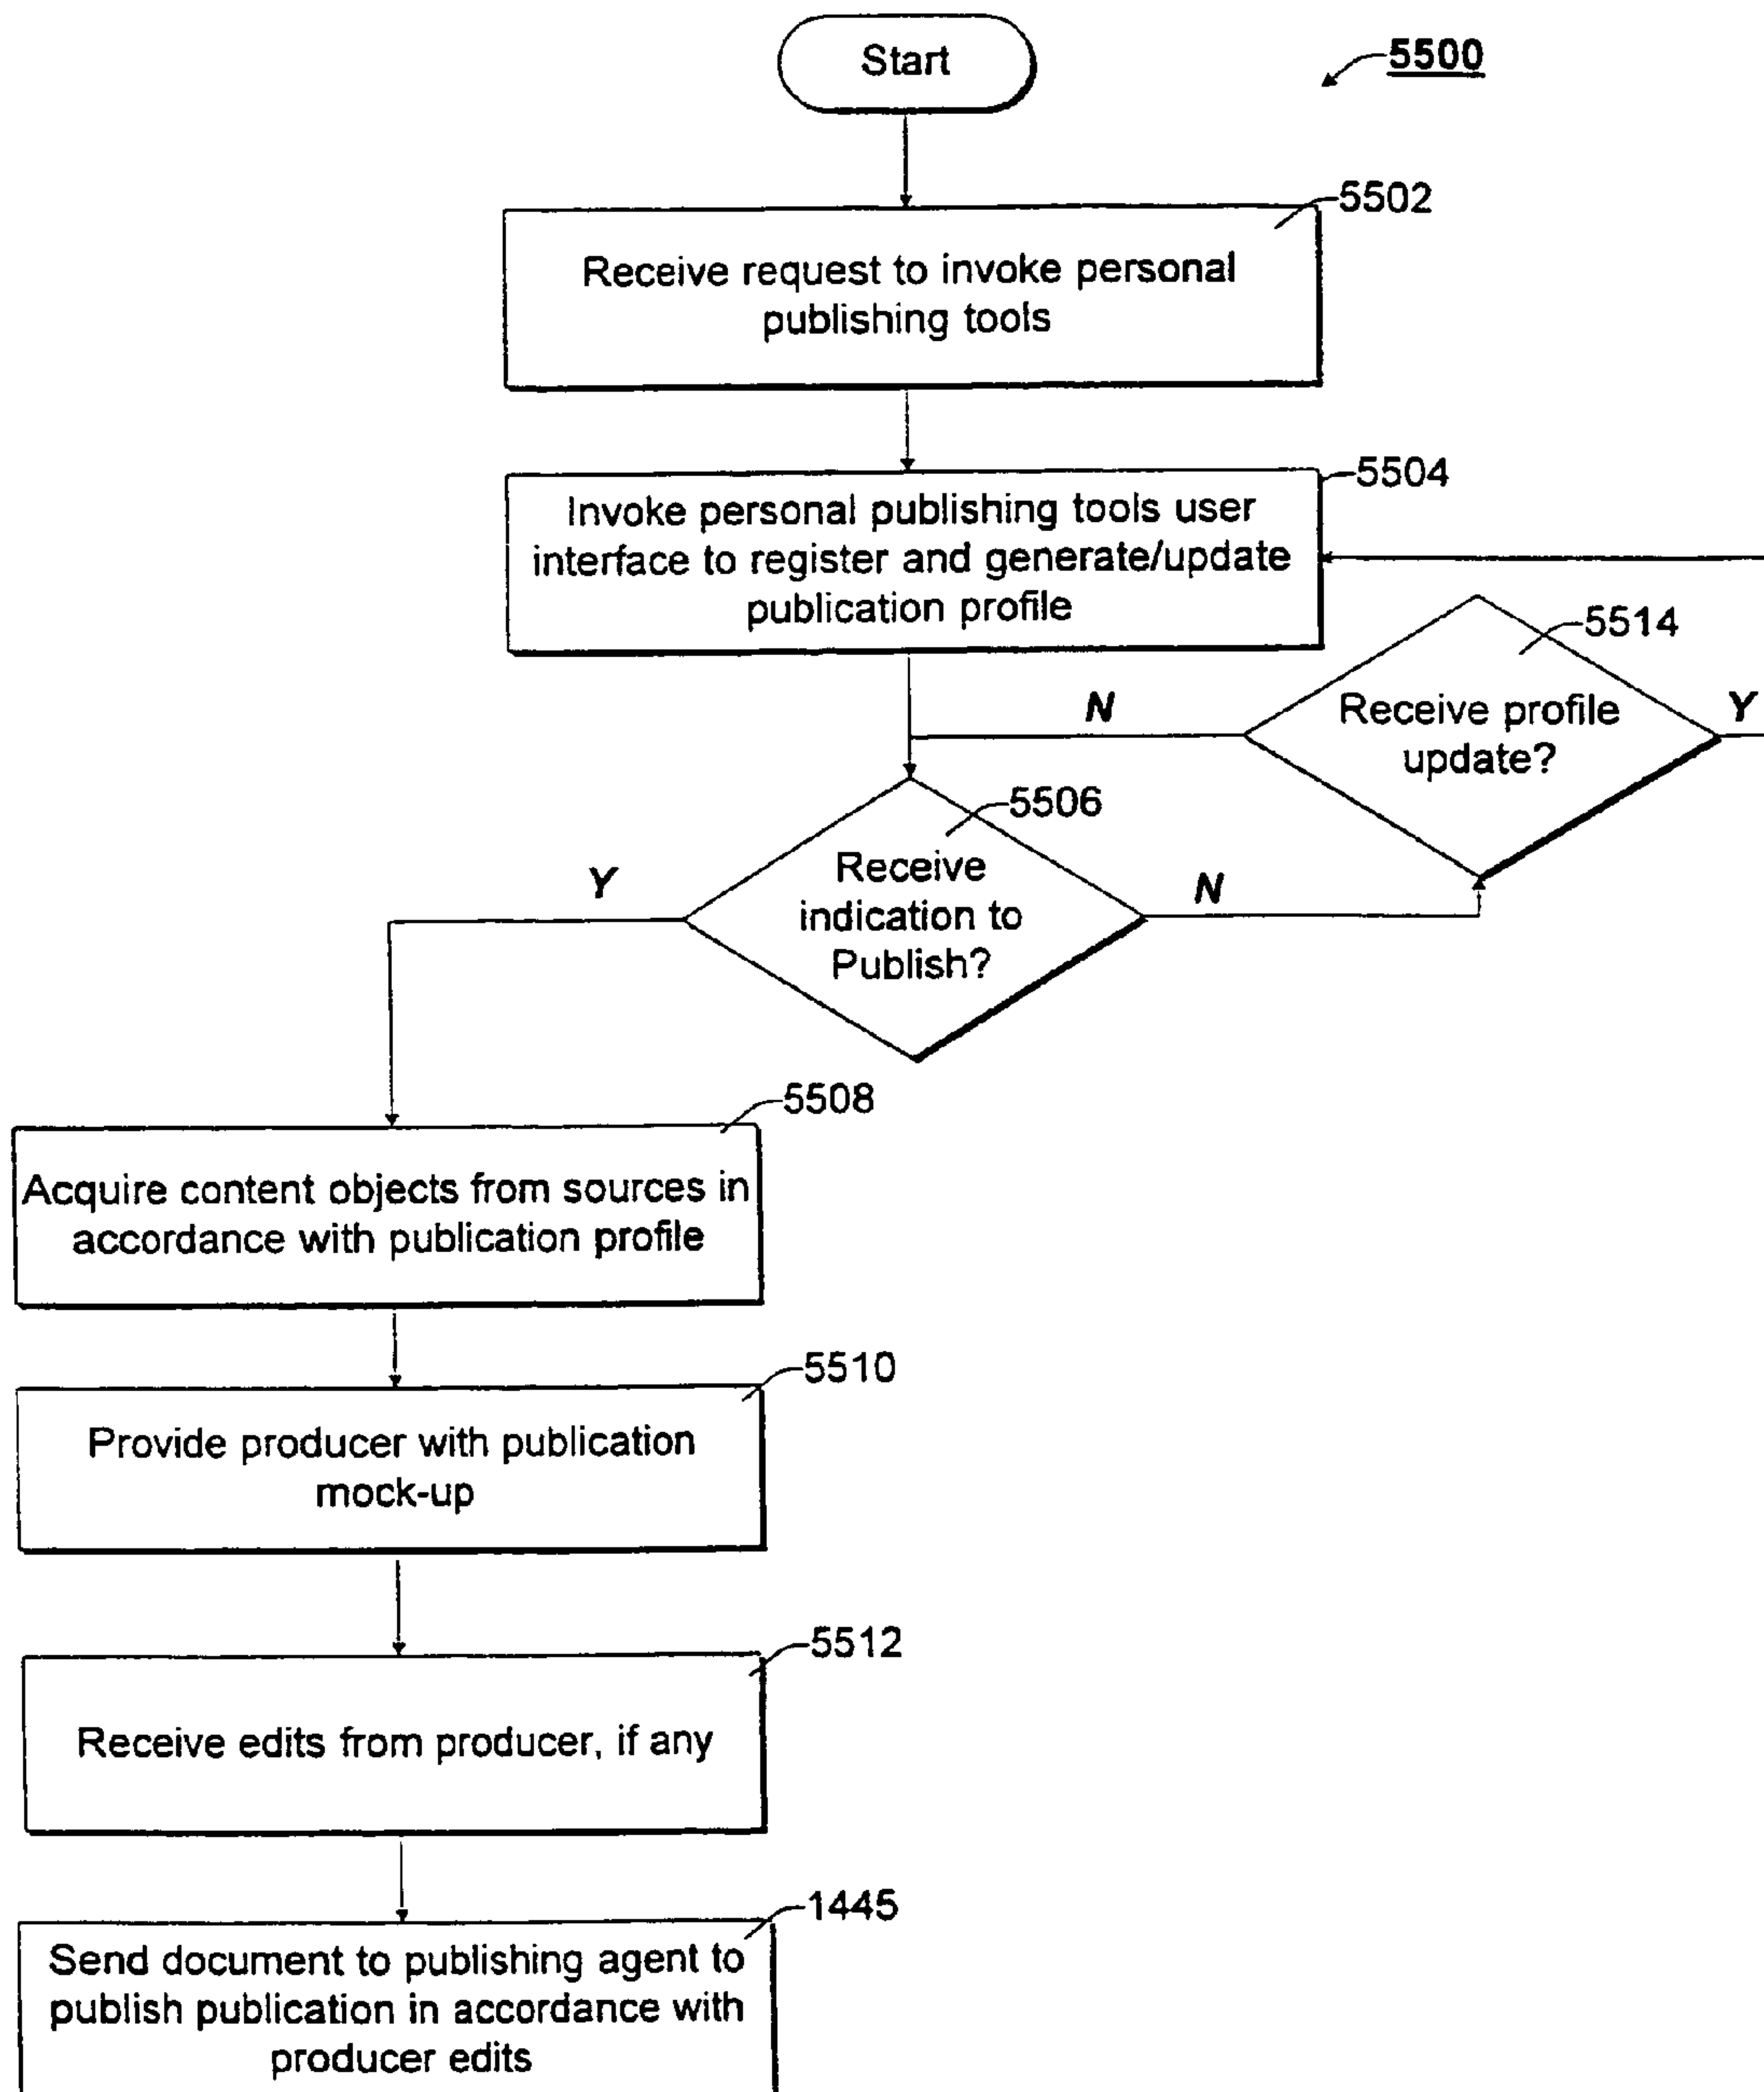 Start
5500
5502
Receive request to invoke personal
publishing tools
5504
Invoke personal publishing tools user
interface to register and generate/update
publication profile
5514
Receive profile
update?
N
Y
5506
Receive
indication to
Publish?
Y
N
5508
Acquire content objects from sources in
accordance with publication profile
5510
Provide producer with publication
mock-up
5512
Receive edits from producer, if any
1445
Send document to publishing agent to
publish publication in accordance with
producer edits